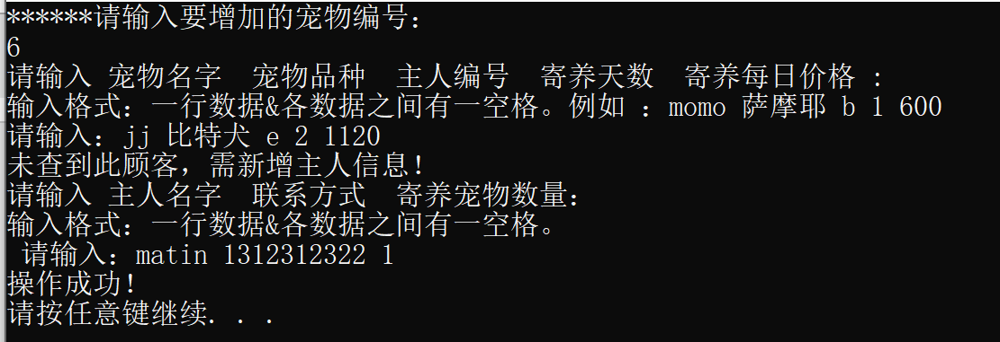 ******请输入要增加的宠物编号：
6
请输入 宠物名字  宠物品种  主人编号  寄养天数  寄养每日价格 :
输入格式：一行数据&各数据之间有一空格。例如 ：momo 萨摩耶 b 1 600
请输入：jj 比特犬 e 2 1120
未查到此顾客，需新增主人信息！
请输入 主人名字  联系方式  寄养宠物数量：
输入格式：一行数据&各数据之间有一空格。
 请输入：matin 1312312322 1
操作成功！
请按任意键继续. . .